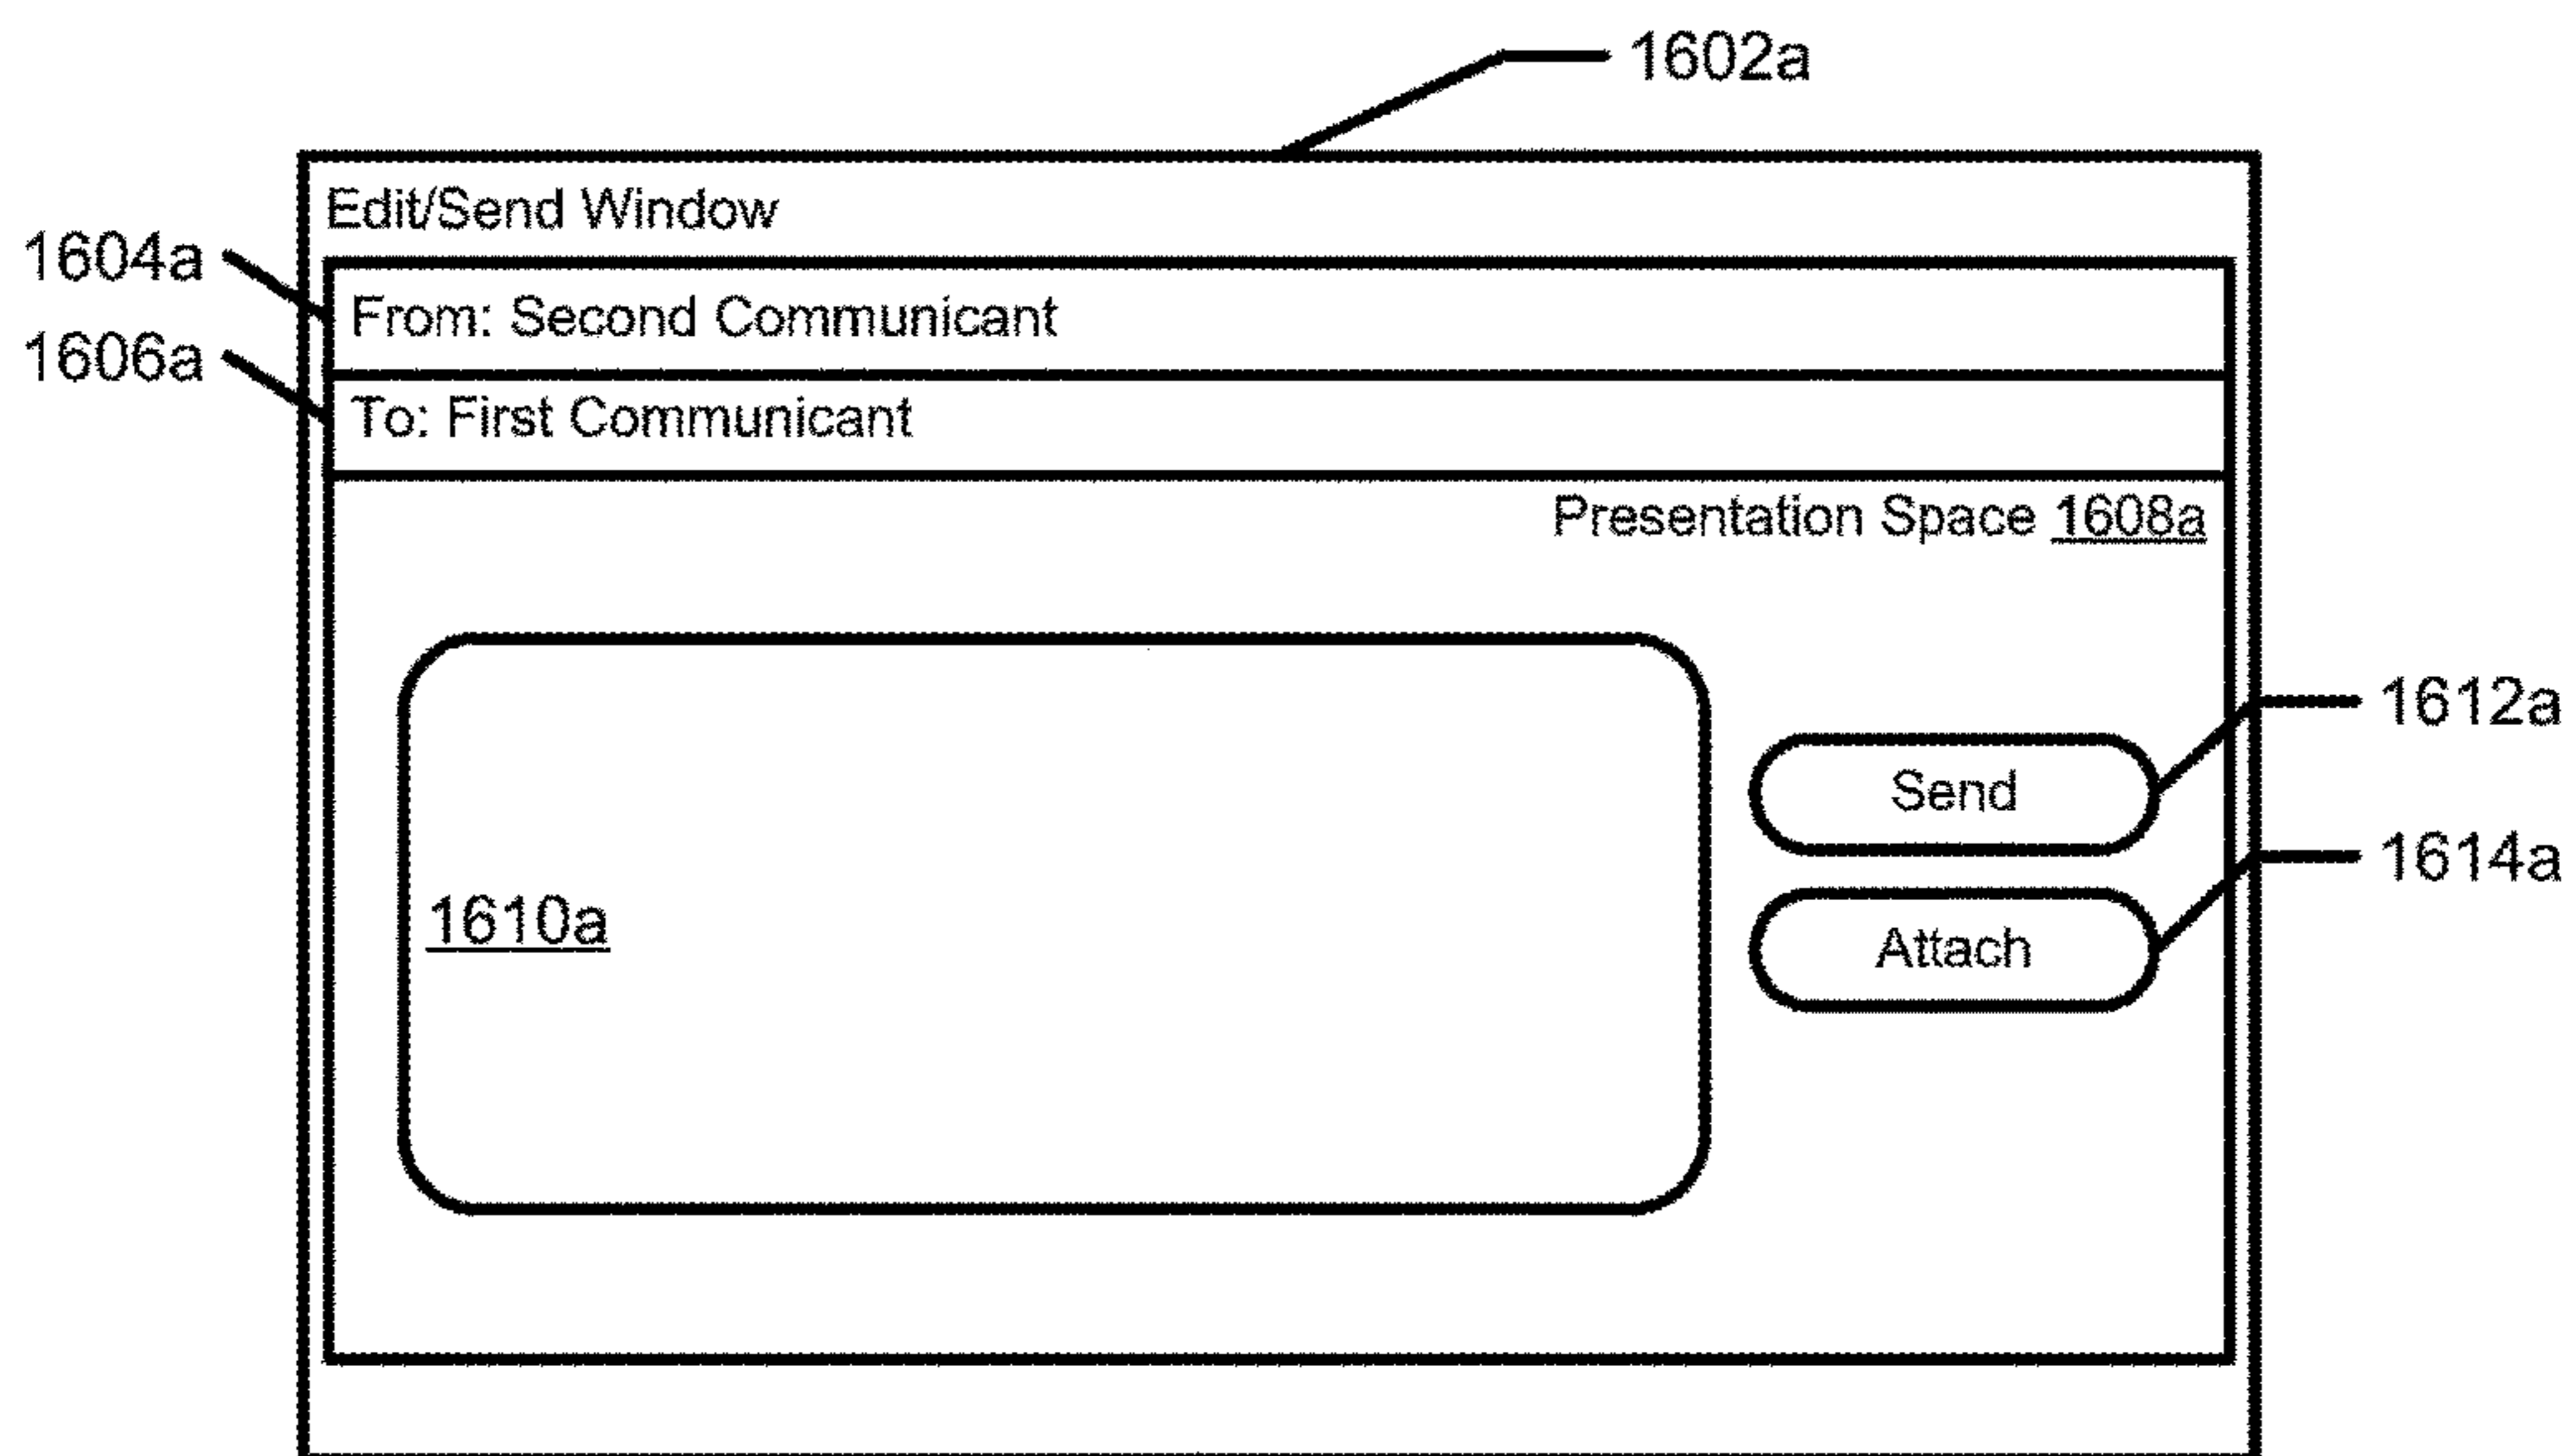 1602a
Edit/Send Window
1604a
From: Second Communicant
1606a
To: First Communicant
Presentation Space 1608a
1612a
Send
1614a
1610a
Attach